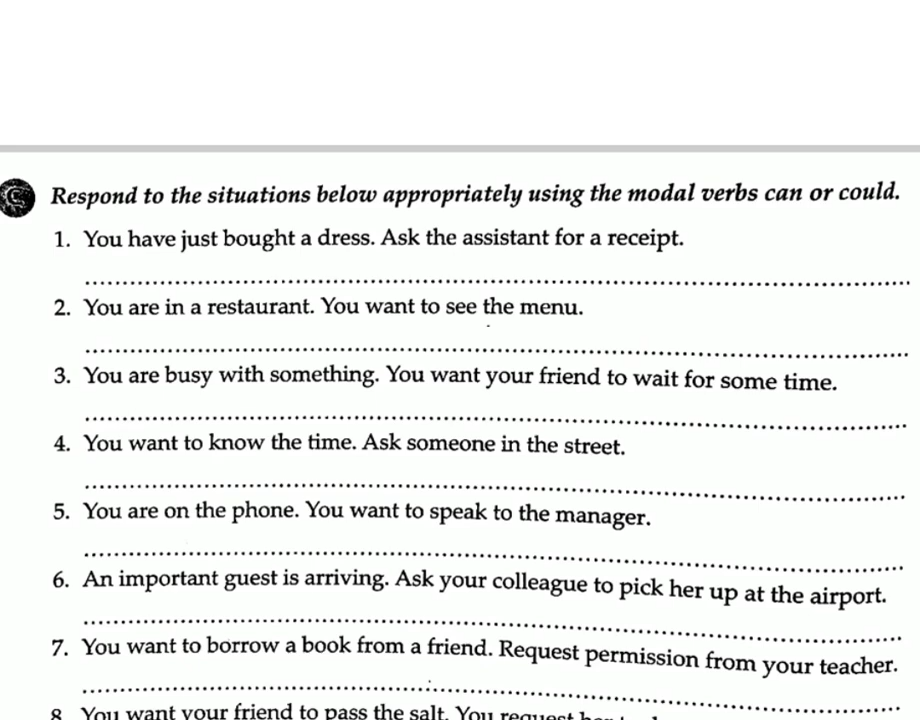 C Respond to the situations below appropriately using the modal verbs can or could.
1. You have just bought a dress. Ask the assistant for a receipt.
2. You are in a restaurant. You want to see the menu.
3. You are busy with something. You want your friend to wait for some time.
4. You want to know the time. Ask someone in the street.
5. You are on the phone. You want to speak to the manager.
6. An important guest is arriving. Ask your colleague to pick her up at the airport.
7. You want to borrow a book from a friend. Request permission from your teacher.
8. You want your friend to pass the salt. You request her to